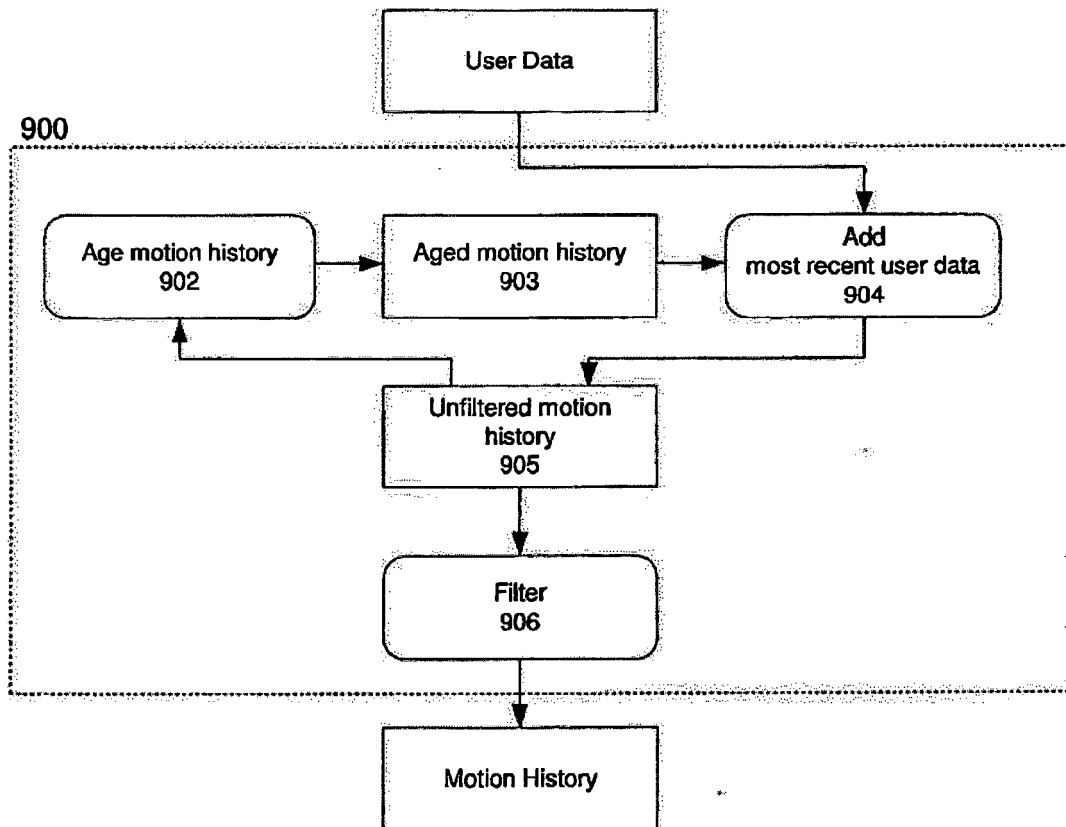 User Data
900
Age motion history
902
Aged motion history
903
Add
most recent user data
904
Unfiltered motion
history
905
Filter
906
Motion History